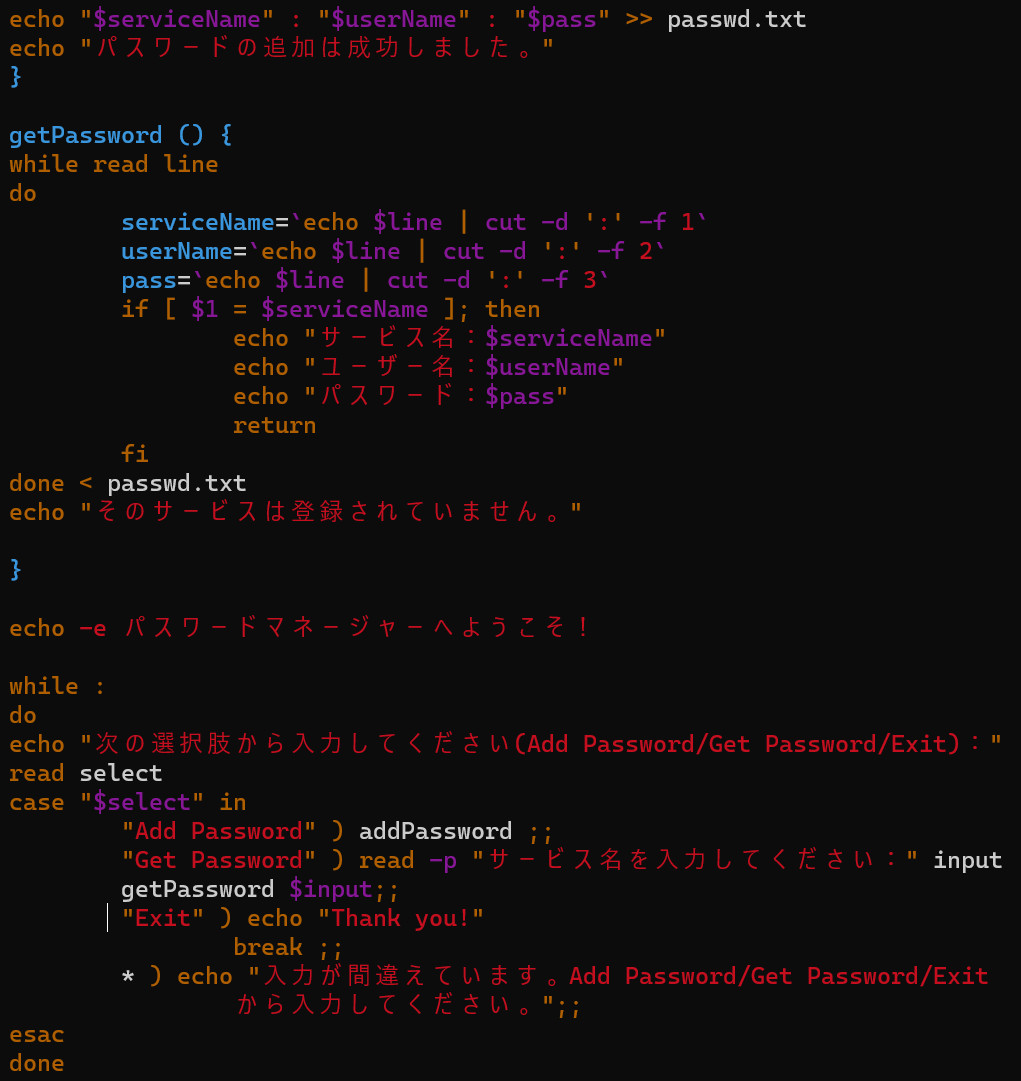 echo "$serviceName" : "$userName" : "$pass" >> passwd.txt
echo "パスワードの追加は成功しました。"
}
getPassword () {
while read line
do
serviceName=`echo $line | cut -d ':' -f 1`
userName=`echo $line | cut -d ':' -f 2`
pass=`echo $line | cut -d ':' -f 3`
if [ $1 = $serviceName ]; then
echo "サービス名：$serviceName"
echo "ユーザー名：$userName"
echo "パスワード：$pass"
return
fi
done < passwd.txt
echo "そのサービスは登録されていません。"
}
echo -e パスワードマネージャーへようこそ！
while :
do
echo "次の選択肢から入力してください(Add Password/Get Password/Exit)："
read select
case "$select" in
"Add Password" ) addPassword ;;
"Get Password" ) read -p "サービス名を入力してください：" input
getPassword $input;;
"Exit" ) echo "Thank you!"
break ;;
* ) echo "入力が間違えています。Add Password/Get Password/Exit
から入力してください。";;
esac
done